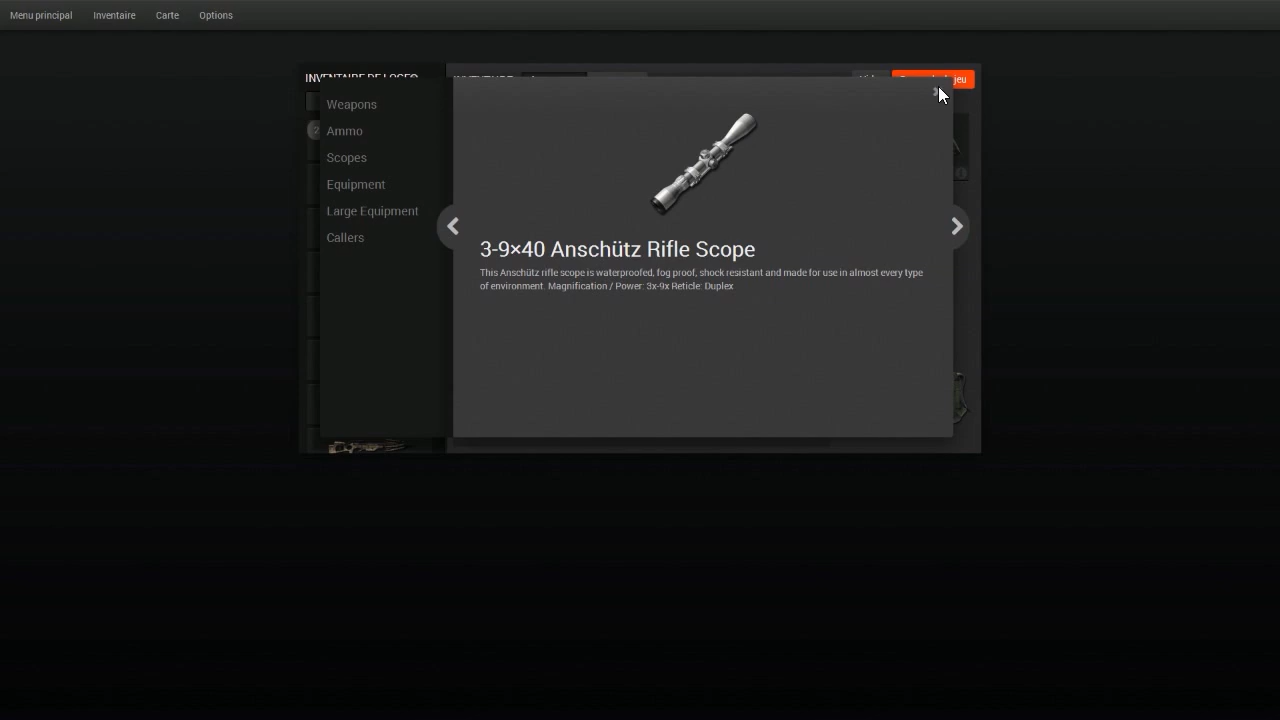 Menu principal Inventaire Carte Options
jeu
Weapons
Ammo
Scopes
Equipment
Large Equipment
Callers
3-9×40 Anschütz Rifle Scope
This Anschütz rifle scope is waterproofed, fog proof, shock resistant and made for use in almost every type
of environment. Magnification / Power: 3x-9x Reticle: Duplex